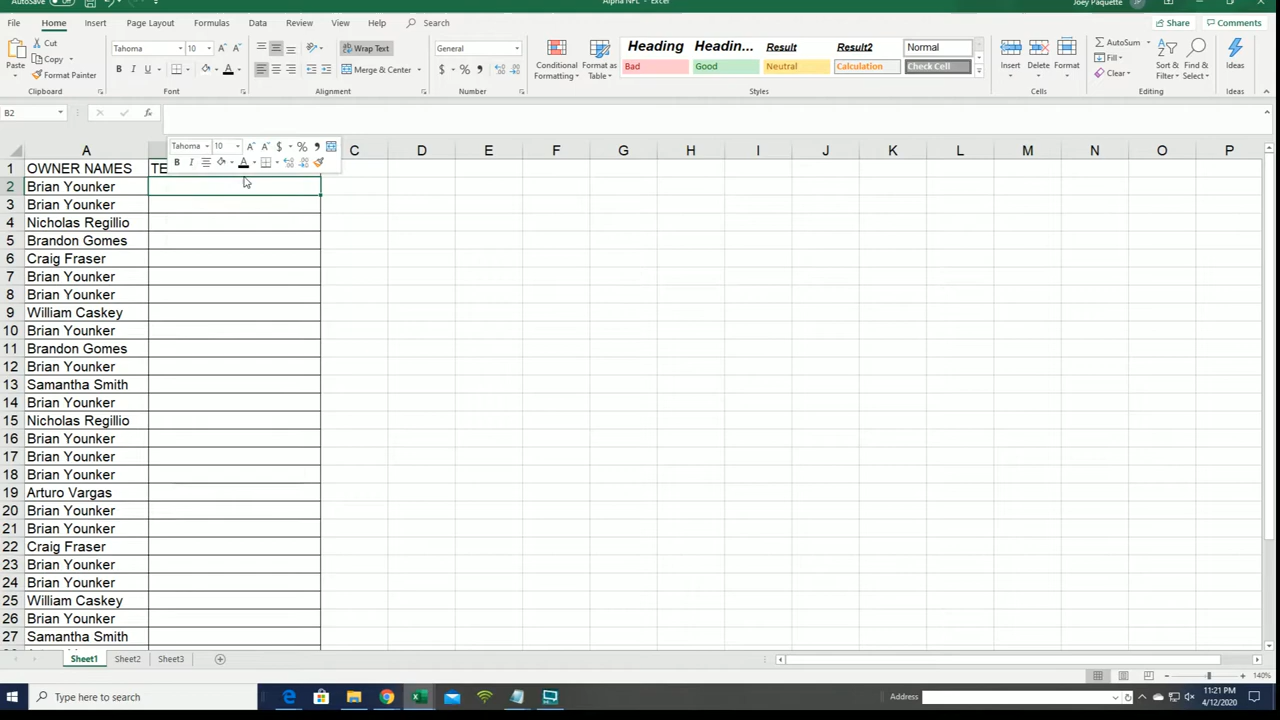 AutoSave Off Alpha NFL - Excel Joey Paquette JP
File Home Insert Page Layout Formulas Data Review View Help Search Share Comments
Paste Cut Copy Format Painter
Tahoma 10 A A Wrap Text General
B I U A Merge & Center $ % ,
Conditional Formatting Format as Table
Heading Headin... Result Result2 Normal
Bad Good Neutral Calculation Check Cell
Insert Delete Format
AutoSum Fill Clear Sort & Filter Find & Select Ideas
Clipboard Font Alignment Number Styles Cells Editing Ideas
B2 fx
Tahoma 10 A A $ % ,
B I A
A C D E F G H I J K L M N O P
1 OWNER NAMES TE
2 Brian Younker
3 Brian Younker
4 Nicholas Regillio
5 Brandon Gomes
6 Craig Fraser
7 Brian Younker
8 Brian Younker
9 William Caskey
10 Brian Younker
11 Brandon Gomes
12 Brian Younker
13 Samantha Smith
14 Brian Younker
15 Nicholas Regillio
16 Brian Younker
17 Brian Younker
18 Brian Younker
19 Arturo Vargas
20 Brian Younker
21 Brian Younker
22 Craig Fraser
23 Brian Younker
24 Brian Younker
25 William Caskey
26 Brian Younker
27 Samantha Smith
Sheet1 Sheet2 Sheet3
140%
Type here to search Address 11:21 PM
4/12/2020